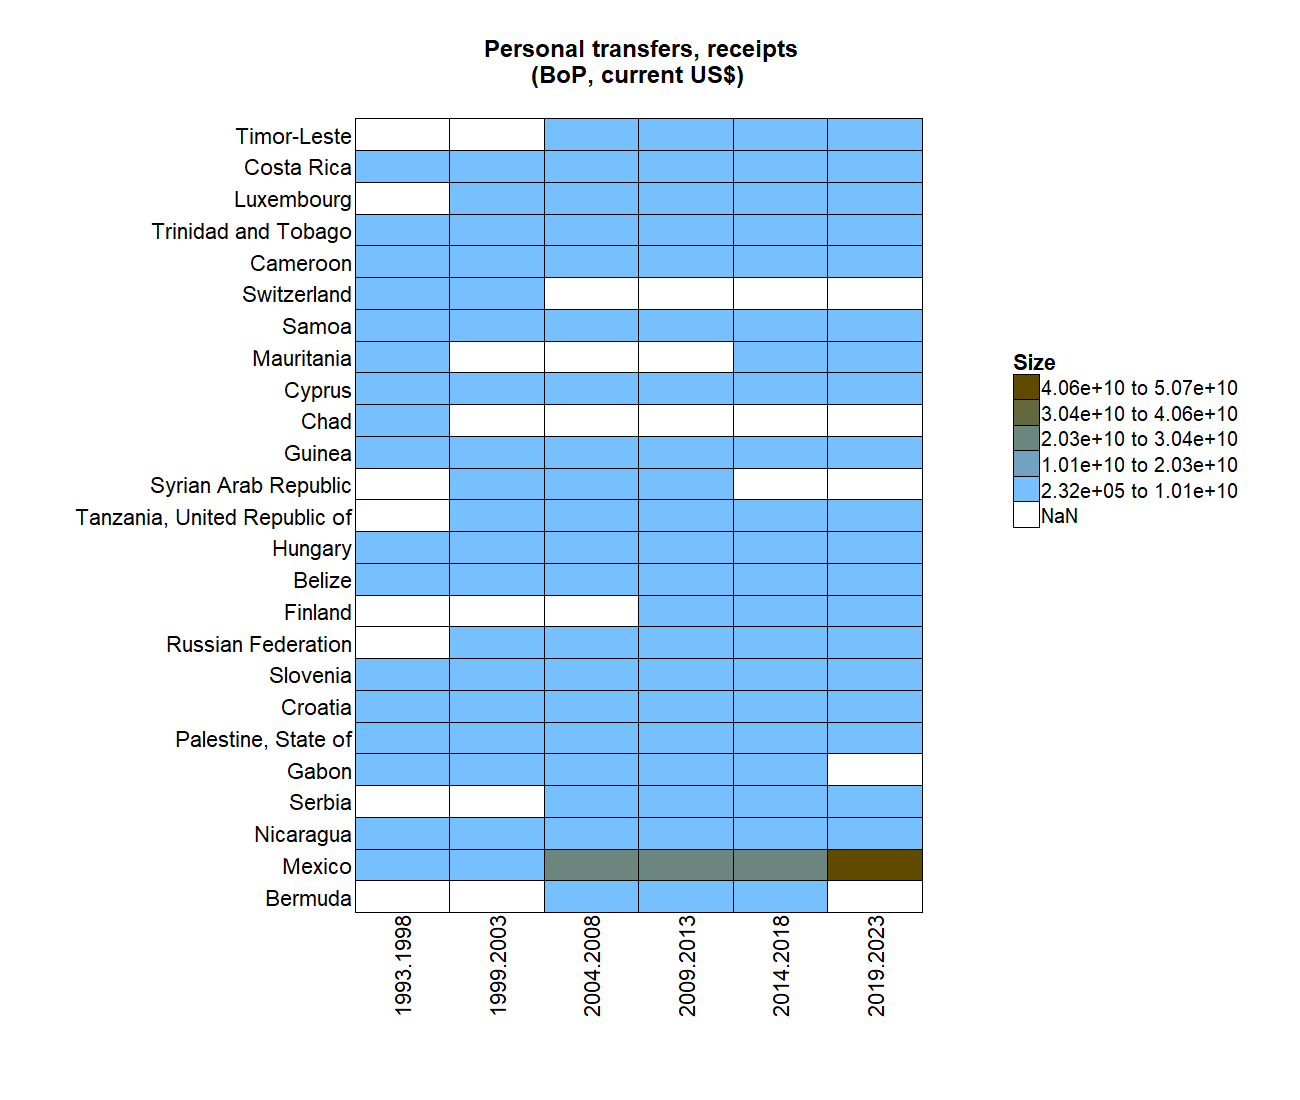 Personal transfers, receipts
(BoP, current US$)
Timor-Leste
Costa Rica
Luxembourg
Trinidad and Tobago
Cameroon
Switzerland
Samoa
Mauritania
Cyprus
Chad
Guinea
Syrian Arab Republic
Tanzania, United Republic of
Hungary
Belize
Finland
Russian Federation
Slovenia
Croatia
Palestine, State of
Gabon
Serbia
Nicaragua
Mexico
Bermuda
1993.1998
1999.2003
2004.2008
2009.2013
2014.2018
2019.2023
Size
4.06e+10 to 5.07e+10
3.04e+10 to 4.06e+10
2.03e+10 to 3.04e+10
1.01e+10 to 2.03e+10
2.32e+05 to 1.01e+10
NaN